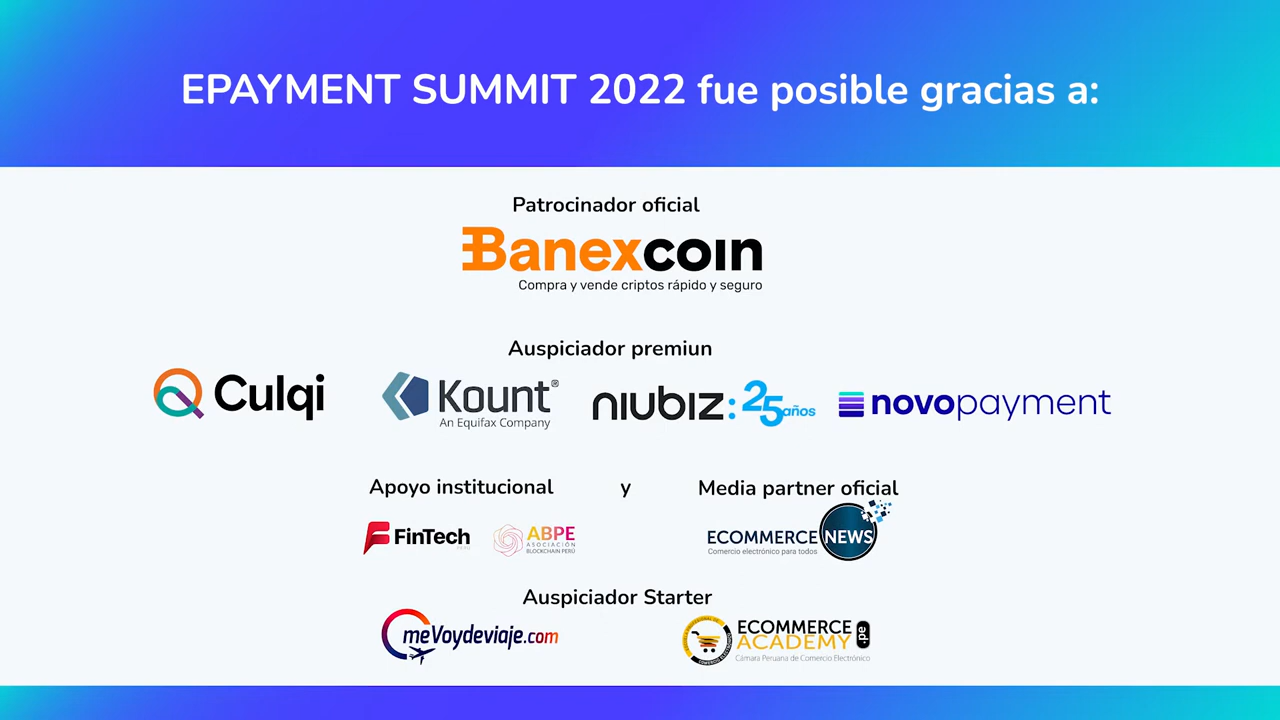 EPAYMENT SUMMIT 2022 fue posible gracias a:
Patrocinador oficial
Banexcoin
Compra y vende criptos rápido y seguro
Auspiciador premiun
Culqi
Kount®
An Equifax Company
niubiz: 25 años
novopayment
Apoyo institucional y Media partner oficial
FinTech
PERÚ
ABPE
ASOCIACIÓN
BLOCKCHAIN PERÚ
ECOMMERCE NEWS
Comercio electrónico para todos
Auspiciador Starter
meVoydeviaje.com
ECOMMERCE
ACADEMY .pe
Cámara Peruana de Comercio Electrónico